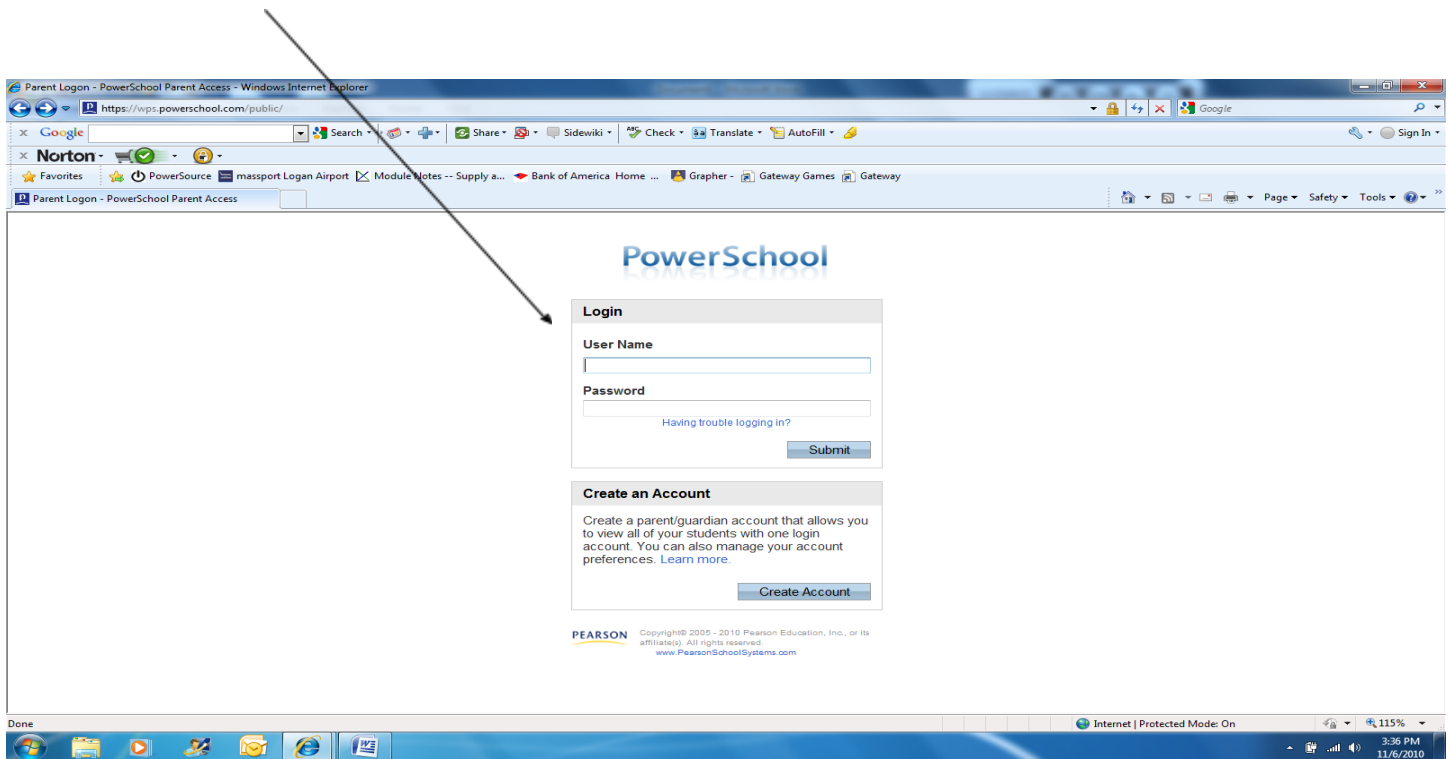 Parent Logon - PowerSchool Parent Access - Windows Internet Explorer
https://wps.powerschool.com/public/
Google
x Google Search Share Sidewiki ABC Check Translate AutoFill Sign In
x Norton
Favorites PowerSource massport Logan Airport Module Notes -- Supply a... Bank of America Home ... Grapher - Gateway Games Gateway
Parent Logon - PowerSchool Parent Access Page Safety Tools
PowerSchool
Login
User Name
Password
Having trouble logging in?
Submit
Create an Account
Create a parent/guardian account that allows you
to view all of your students with one login
account. You can also manage your account
preferences. Learn more.
Create Account
PEARSON Copyright© 2005 - 2010 Pearson Education, Inc., or its
affiliate(s). All rights reserved.
www.PearsonSchoolSystems.com
Done Internet | Protected Mode: On 115%
3:36 PM
11/6/2010